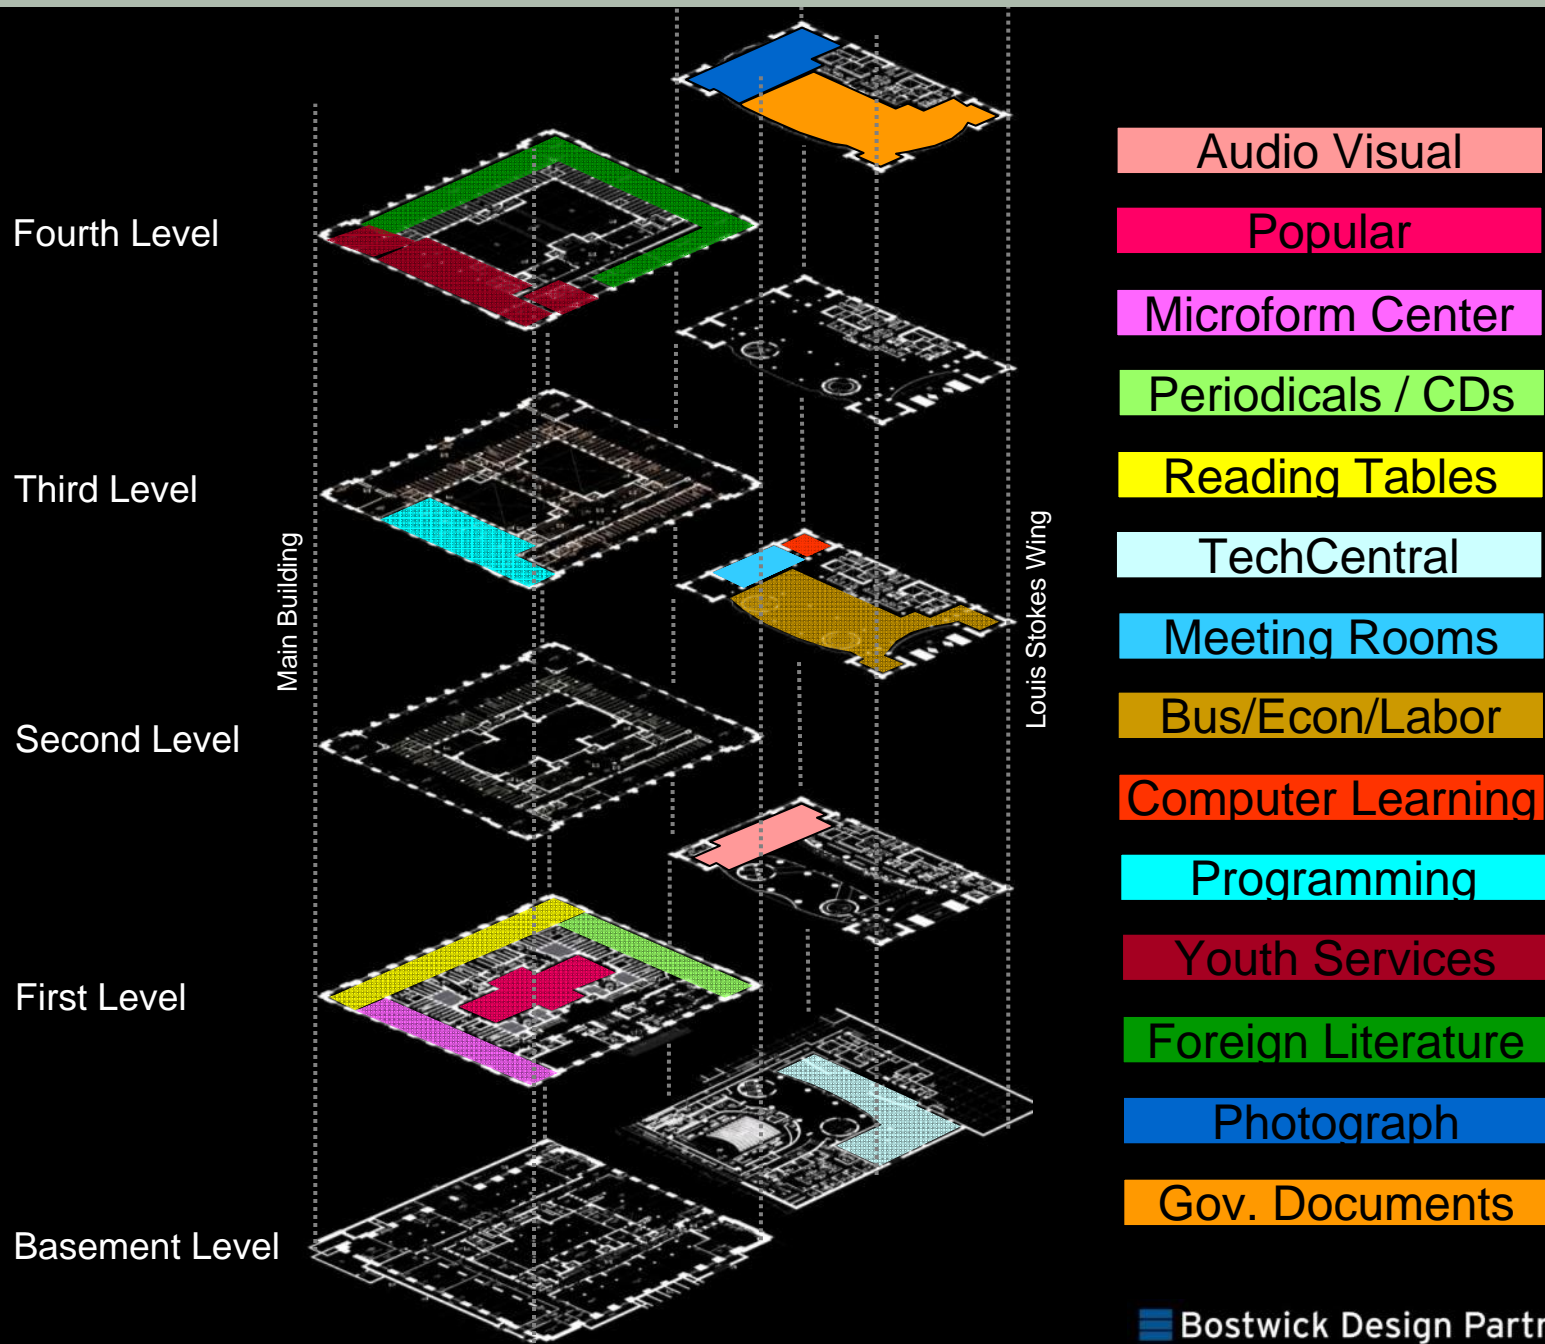 Fourth Level
Third Level
Second Level
First Level
Basement Level
Main Building
Louis Stokes Wing
Audio Visual
Popular
Microform Center
Periodicals / CDs
Reading Tables
TechCentral
Meeting Rooms
Bus/Econ/Labor
Computer Learning
Programming
Youth Services
Foreign Literature
Photograph
Gov. Documents
Bostwick Design Partn